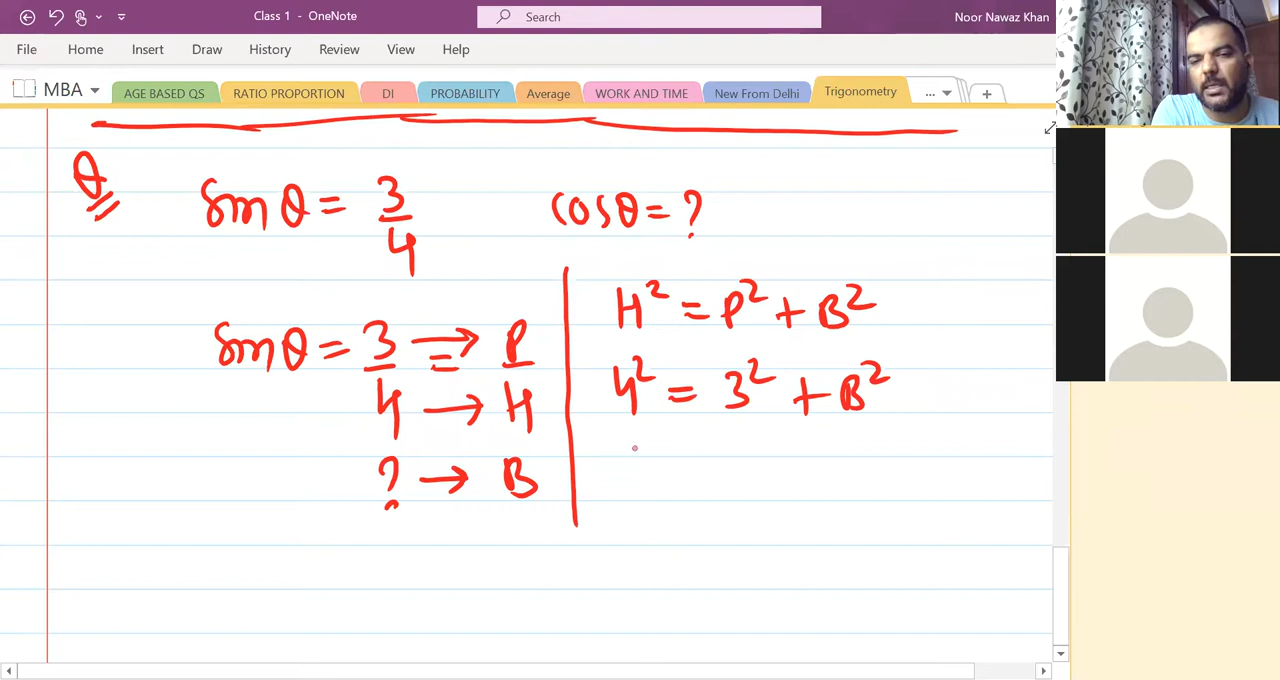 Class 1 - OneNote
Search
Noor Nawaz Khan
File Home Insert Draw History Review View Help
MBA
AGE BASED QS
RATIO PROPORTION
DI
PROBABILITY
Average
WORK AND TIME
New From Delhi
Trigonometry
...
+
Q
sinθ = 3/4 cosθ = ?
sinθ = 3/4 → P/H
? → B
H² = P² + B²
4² = 3² + B²